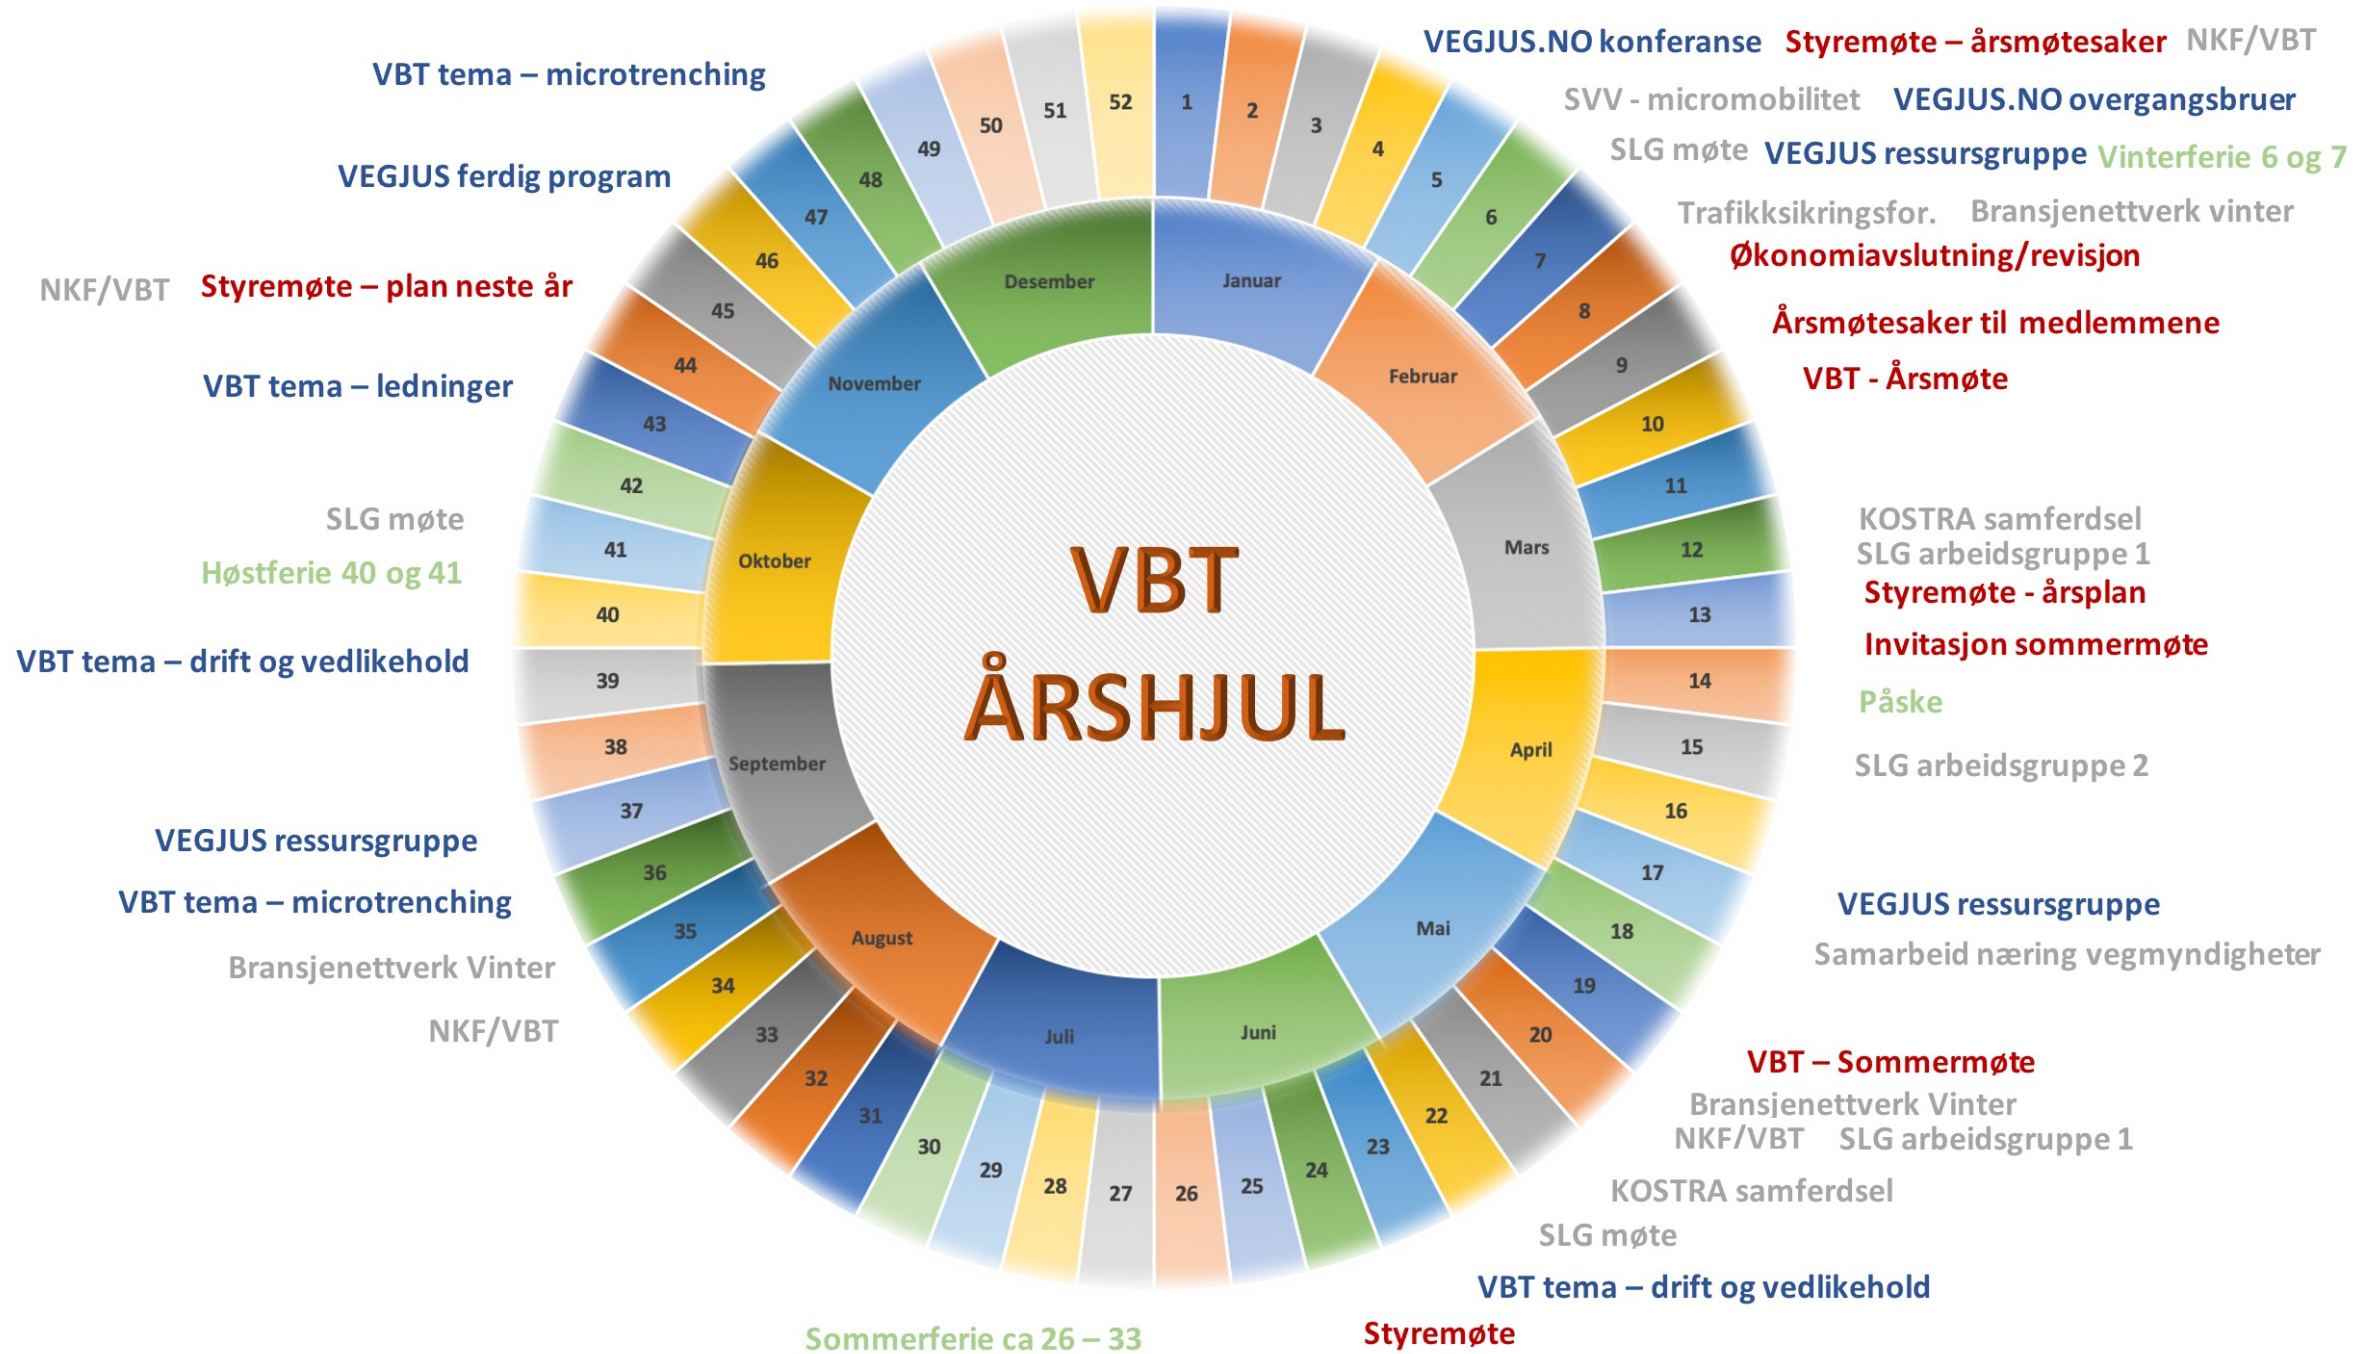 VEGJUS.NO konferanse Styremøte – årsmøtesaker NKF/VBT
SVV - micromobilitet VEGJUS.NO overgangsbruer
SLG møte VEGJUS ressursgruppe Vinterferie 6 og 7
Trafikksikringsfor. Bransjenettverk vinter
Økonomiavslutning/revisjon
Årsmøtesaker til medlemmene
VBT - Årsmøte
KOSTRA samferdsel
SLG arbeidsgruppe 1
Styremøte - årsplan
Invitasjon sommermøte
Påske
SLG arbeidsgruppe 2
VEGJUS ressursgruppe
Samarbeid næring vegmyndigheter
VBT – Sommermøte
Bransjenettverk Vinter
NKF/VBT SLG arbeidsgruppe 1
KOSTRA samferdsel
SLG møte
VBT tema – drift og vedlikehold
Styremøte
Sommerferie ca 26 – 33
NKF/VBT
Bransjenettverk Vinter
VBT tema – microtrenching
VEGJUS ressursgruppe
VBT tema – drift og vedlikehold
Høstferie 40 og 41
SLG møte
VBT tema – ledninger
NKF/VBT Styremøte – plan neste år
VEGJUS ferdig program
VBT tema – microtrenching
1
2
3
4
5
6
7
8
9
10
11
12
13
14
15
16
17
18
19
20
21
22
23
24
25
26
27
28
29
30
31
32
33
34
35
36
37
38
39
40
41
42
43
44
45
46
47
48
49
50
51
52
Januar
Februar
Mars
April
Mai
Juni
Juli
August
September
Oktober
November
Desember
VBT
ÅRSHJUL